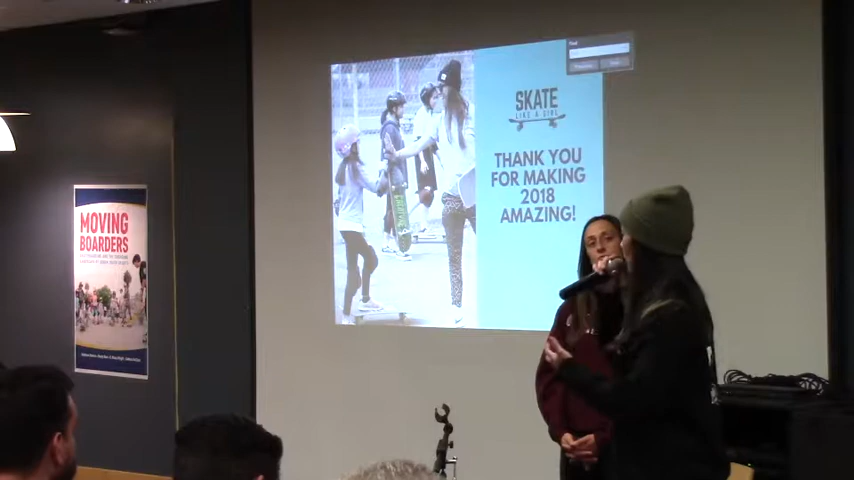 MOVING
BOARDERS
SKATE
LIKE A GIRL
THANK YOU
FOR MAKING
2018
AMAZING!